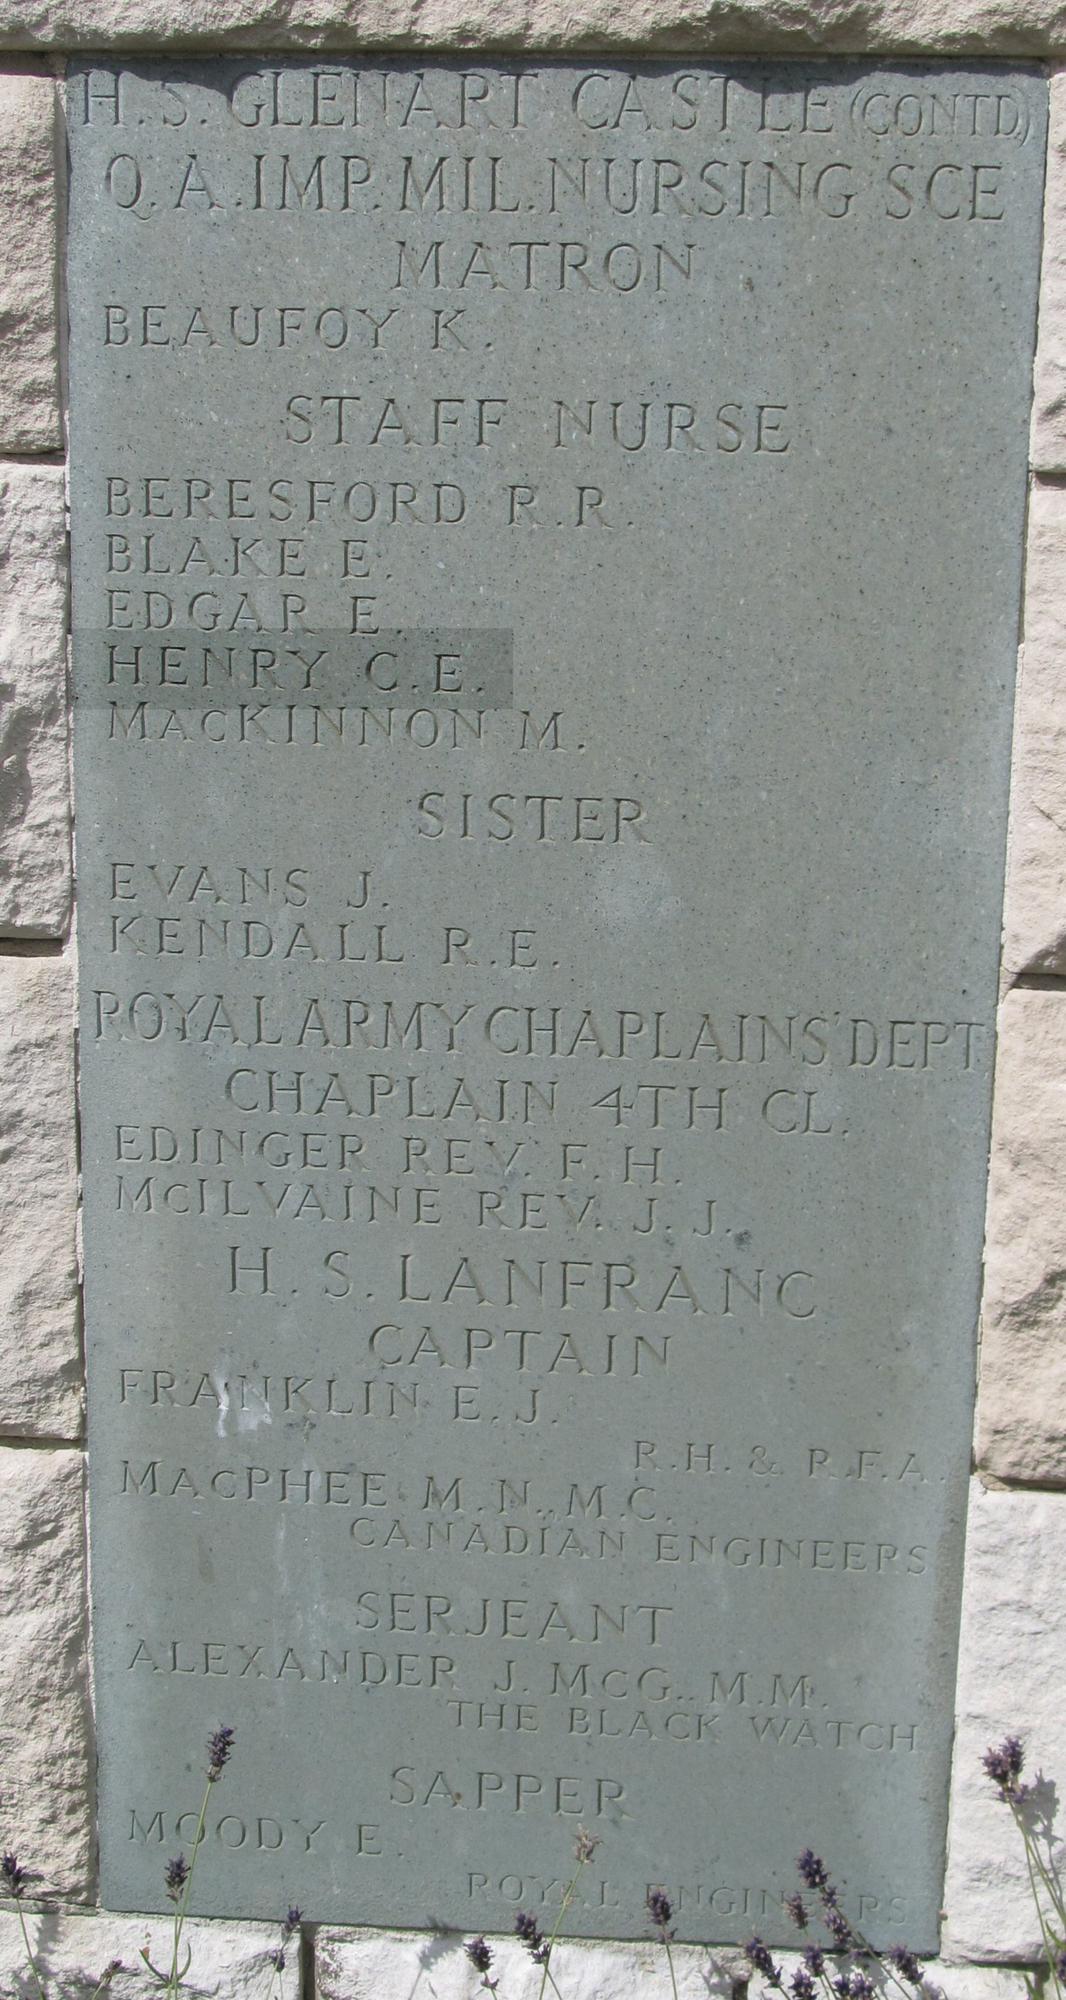 H.S. GLENART CASTLE (CONTD.)
Q.A. IMP. MIL. NURSING SCE
MATRON
BEAUFOY K.
STAFF NURSE
BERESFORD R.R.
BLAKE E.
EDGAR E.
HENRY C.E.
MACKINNON M.
SISTER
EVANS J.
KENDALL R.E.
ROYAL ARMY CHAPLAINS' DEPT.
CHAPLAIN 4TH CL.
EDINGER REV. F. H.
MCILVAINE REV. J. J.
H. S. LANFRANC
CAPTAIN
FRANKLIN E. J.
R.H. & R.F.A.
MACPHEE M.N., M.C.
CANADIAN ENGINEERS
SERJEANT
ALEXANDER J. MCG., M.M.
THE BLACK WATCH
SAPPER
MOODY E.
ROYAL ENGINEERS